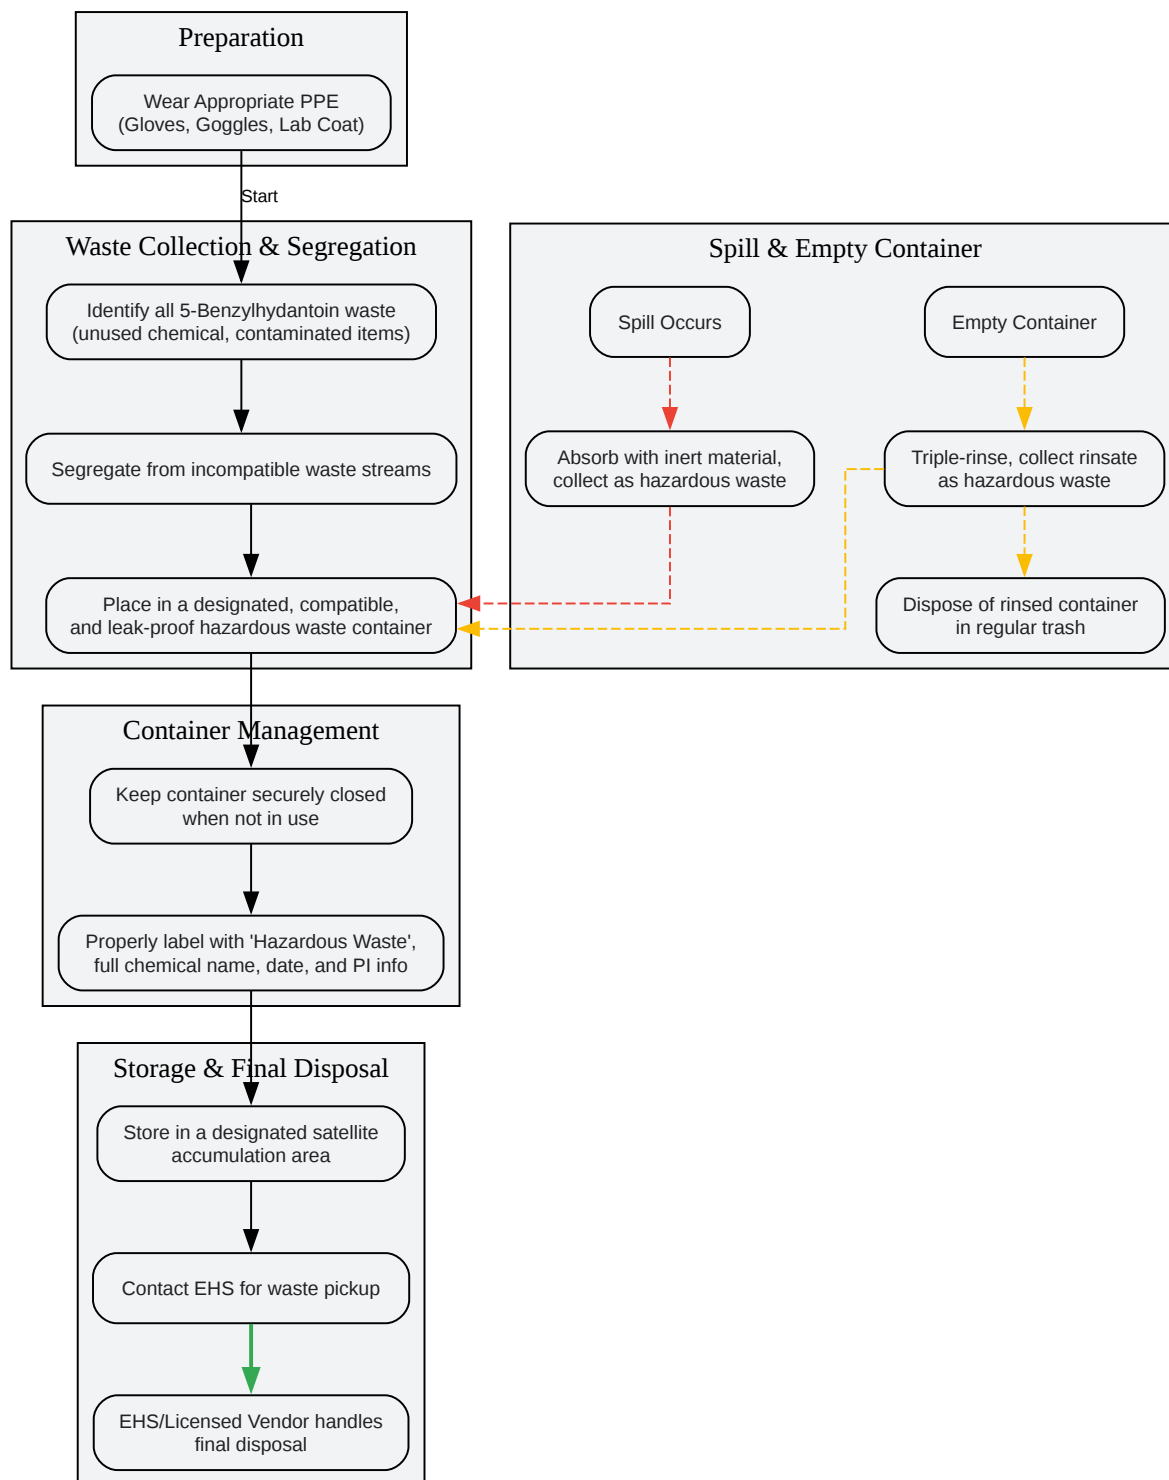 Preparation
Wear Appropriate PPE
(Gloves, Goggles, Lab Coat)
Start
Waste Collection & Segregation
Identify all 5-Benzylhydantoin waste
(unused chemical, contaminated items)
Segregate from incompatible waste streams
Place in a designated, compatible,
and leak-proof hazardous waste container
Spill & Empty Container
Spill Occurs
Absorb with inert material,
collect as hazardous waste
Empty Container
Triple-rinse, collect rinsate
as hazardous waste
Dispose of rinsed container
in regular trash
Container Management
Keep container securely closed
when not in use
Properly label with 'Hazardous Waste',
full chemical name, date, and PI info
Storage & Final Disposal
Store in a designated satellite
accumulation area
Contact EHS for waste pickup
EHS/Licensed Vendor handles
final disposal